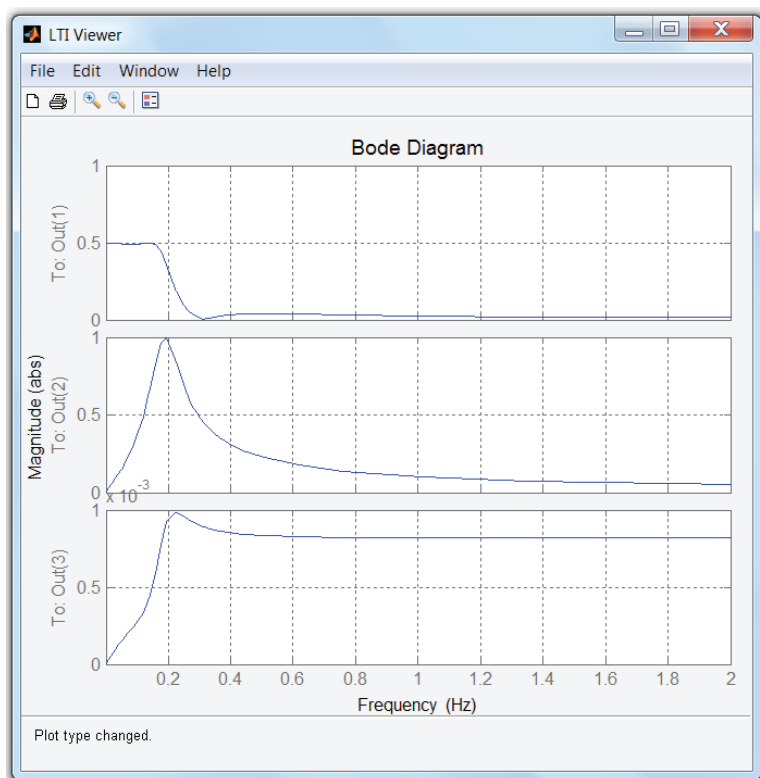 LTI Viewer
File Edit Window Help
Bode Diagram
Magnitude (abs)
To: Out(1)
1
0.5
0
To: Out(2)
1
0.5
0
x 10^-3
To: Out(3)
1
0.5
0
0.2 0.4 0.6 0.8 1 1.2 1.4 1.6 1.8 2
Frequency (Hz)
Plot type changed.